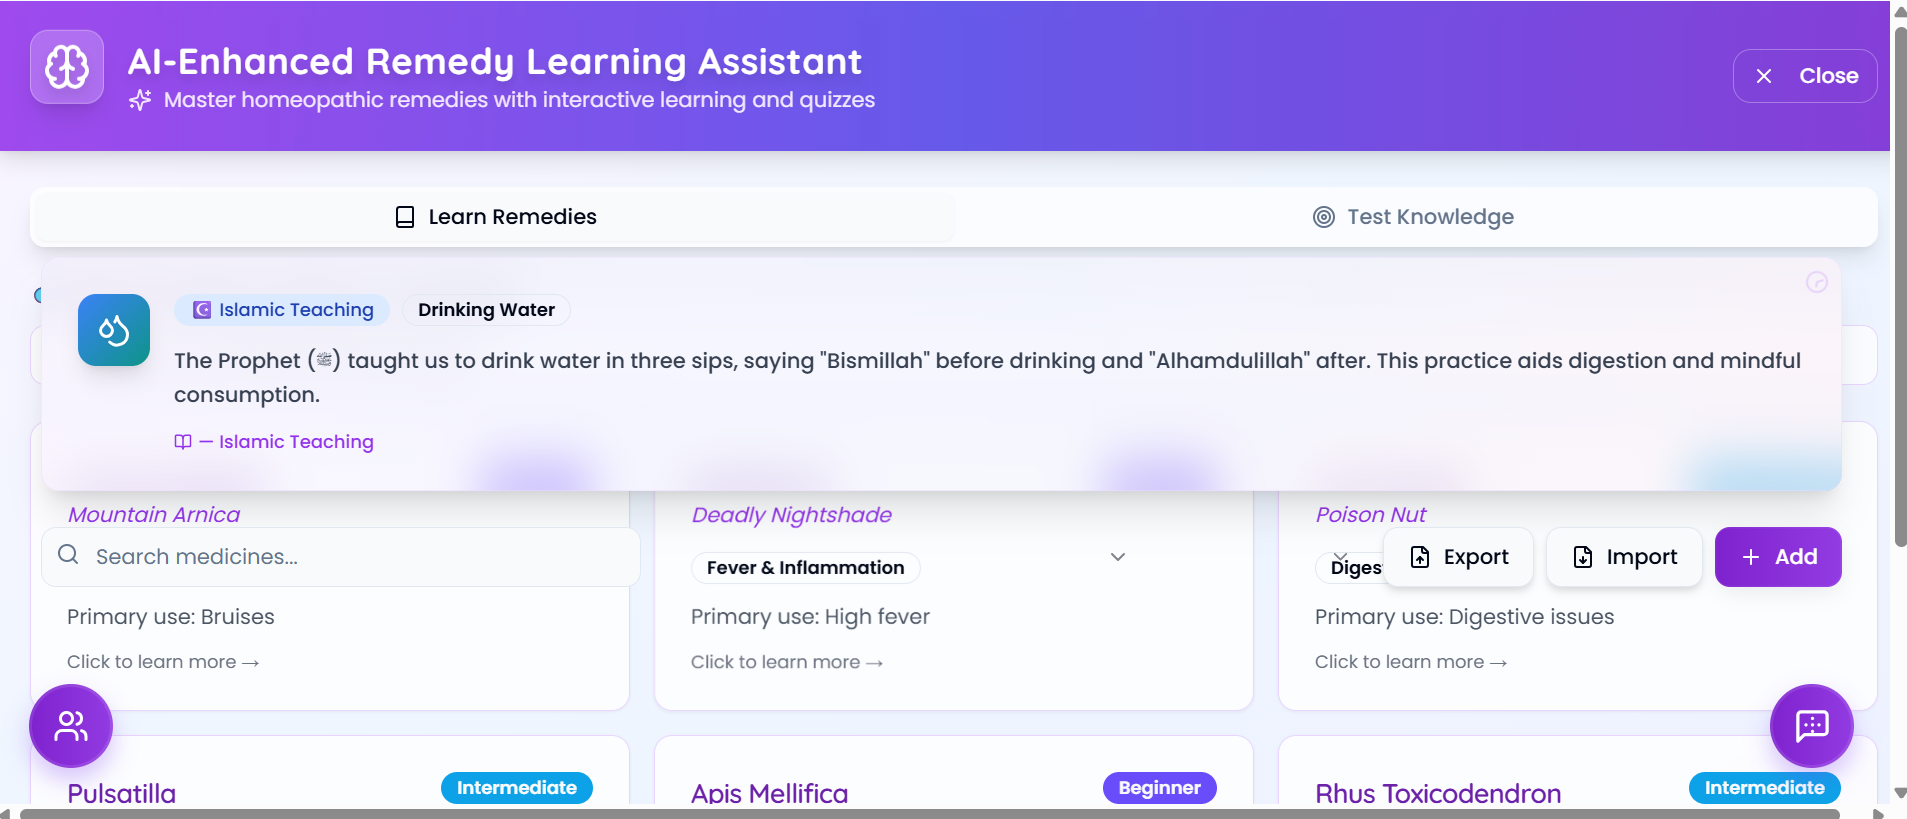 AI-Enhanced Remedy Learning Assistant
Master homeopathic remedies with interactive learning and quizzes
Close
Learn Remedies
Test Knowledge
Islamic Teaching
Drinking Water
The Prophet (ﷺ) taught us to drink water in three sips, saying "Bismillah" before drinking and "Alhamdulillah" after. This practice aids digestion and mindful
consumption.
— Islamic Teaching
Mountain Arnica
Deadly Nightshade
Poison Nut
Search medicines...
Fever & Inflammation
Diges
Export
Import
Add
Primary use: Bruises
Primary use: High fever
Primary use: Digestive issues
Click to learn more →
Click to learn more →
Click to learn more →
Pulsatilla
Intermediate
Apis Mellifica
Beginner
Rhus Toxicodendron
Intermediate